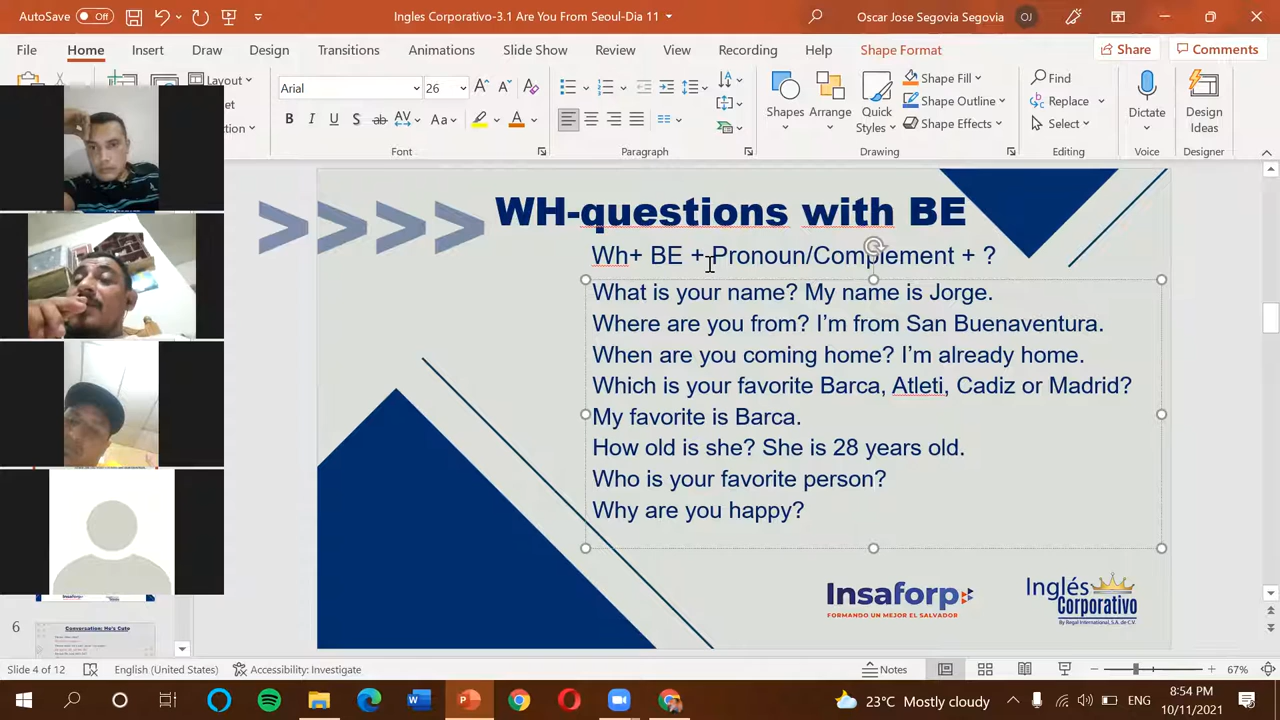 AutoSave Off
Ingles Corporativo-3.1 Are You From Seoul-Dia 11
Oscar Jose Segovia Segovia
OJ
File Home Insert Draw Design Transitions Animations Slide Show Review View Recording Help Shape Format
Share Comments
Layout
Arial 26
Shapes
Arrange
Quick Styles
Shape Fill
Shape Outline
Shape Effects
Find
Replace
Select
Dictate
Design Ideas
Font Paragraph Drawing Editing Voice Designer
WH-questions with BE
Wh+ BE + Pronoun/Complement + ?
What is your name? My name is Jorge.
Where are you from? I’m from San Buenaventura.
When are you coming home? I’m already home.
Which is your favorite Barca, Atleti, Cadiz or Madrid?
My favorite is Barca.
How old is she? She is 28 years old.
Who is your favorite person?
Why are you happy?
Insaforp
FORMANDO UN MEJOR EL SALVADOR
Inglés
Corporativo
By Regal International, S.A. de C.V.
6
Conversation: He's Cute
Slide 4 of 12 English (United States) Accessibility: Investigate Notes 67%
23°C Mostly cloudy ENG
8:54 PM
10/11/2021